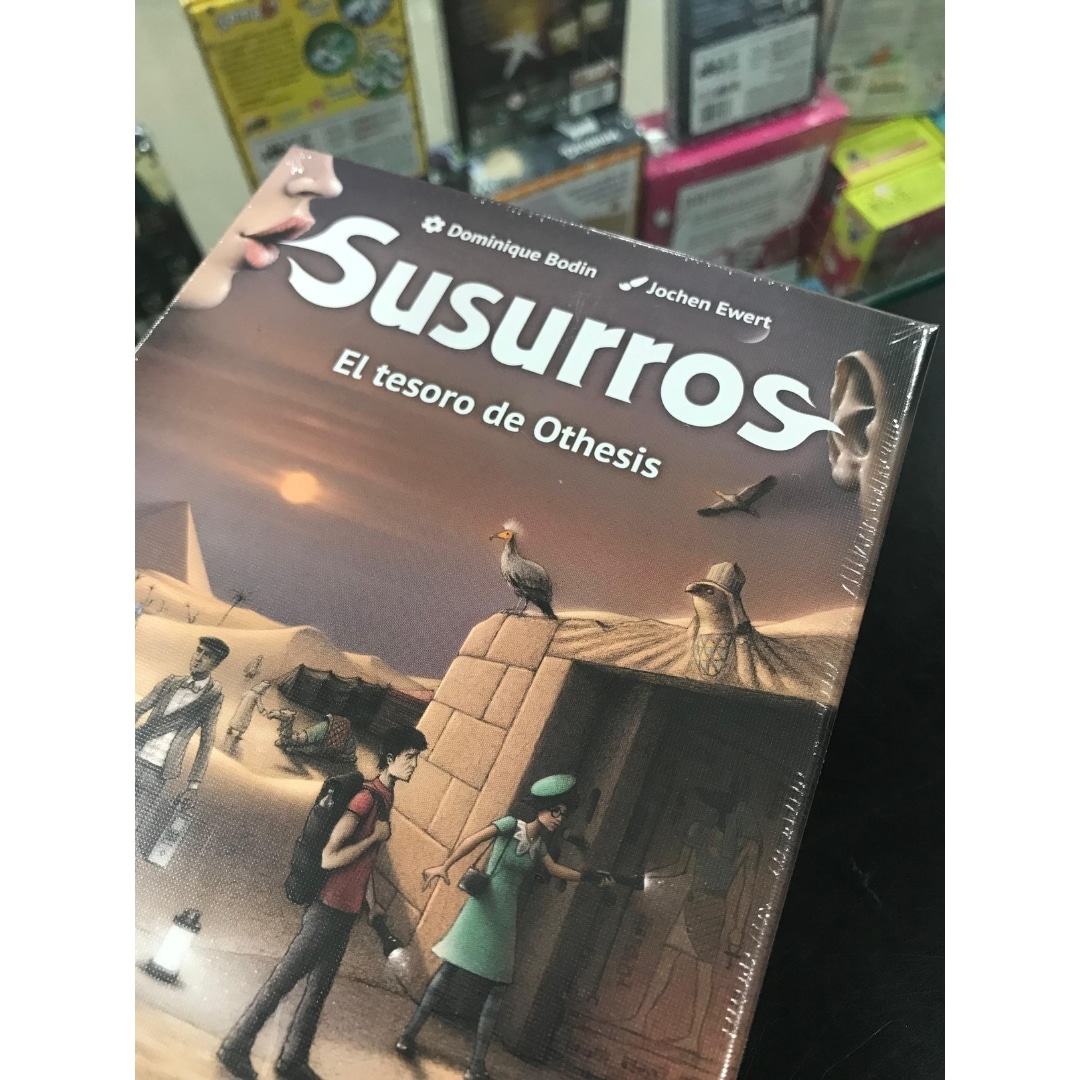 Dominique Bodin
Jochen Ewert
Susurros
El tesoro de Othesis